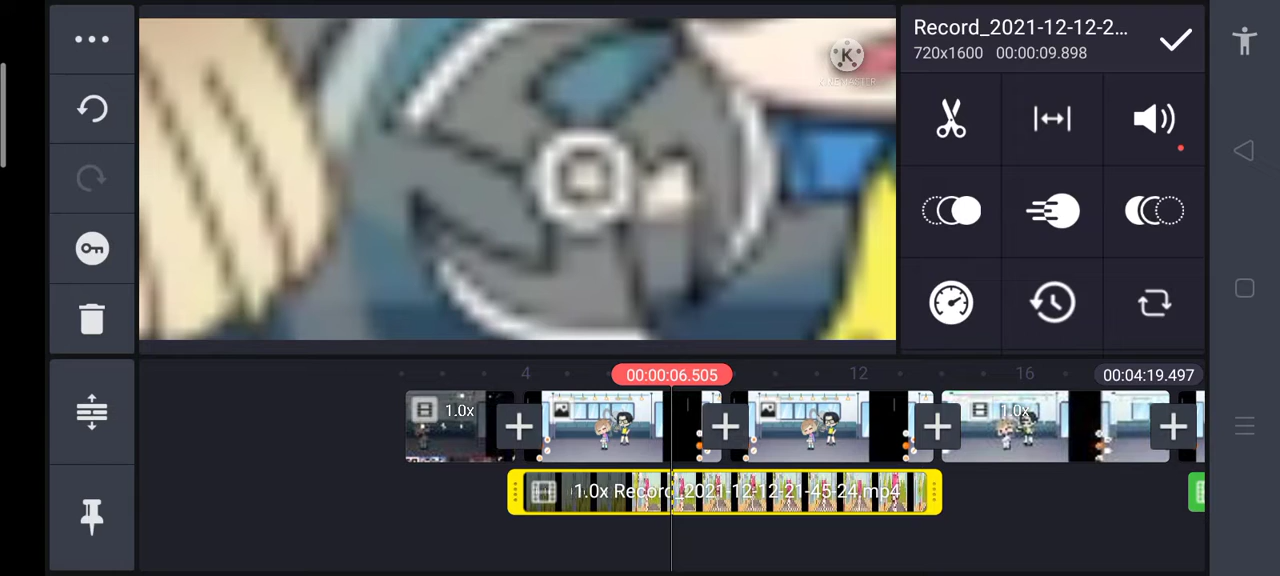 Record_2021-12-12-2...
720x1600 00:00:09.898
K
KINEMASTER
4
00:00:06.505
12
16
00:04:19.497
1.0x
1.0x
1.0x Record_2021-12-12-21-45-24.mp4